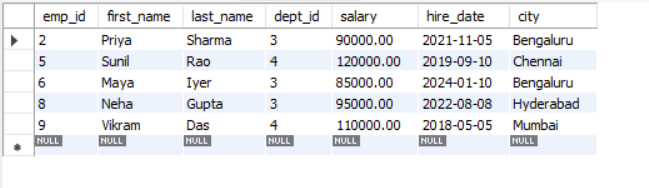 emp_id first_name last_name dept_id salary hire_date city
2 Priya Sharma 3 90000.00 2021-11-05 Bengaluru
5 Sunil Rao 4 120000.00 2019-09-10 Chennai
6 Maya Iyer 3 85000.00 2024-01-10 Bengaluru
8 Neha Gupta 3 95000.00 2022-08-08 Hyderabad
9 Vikram Das 4 110000.00 2018-05-05 Mumbai
NULL NULL NULL NULL NULL NULL NULL